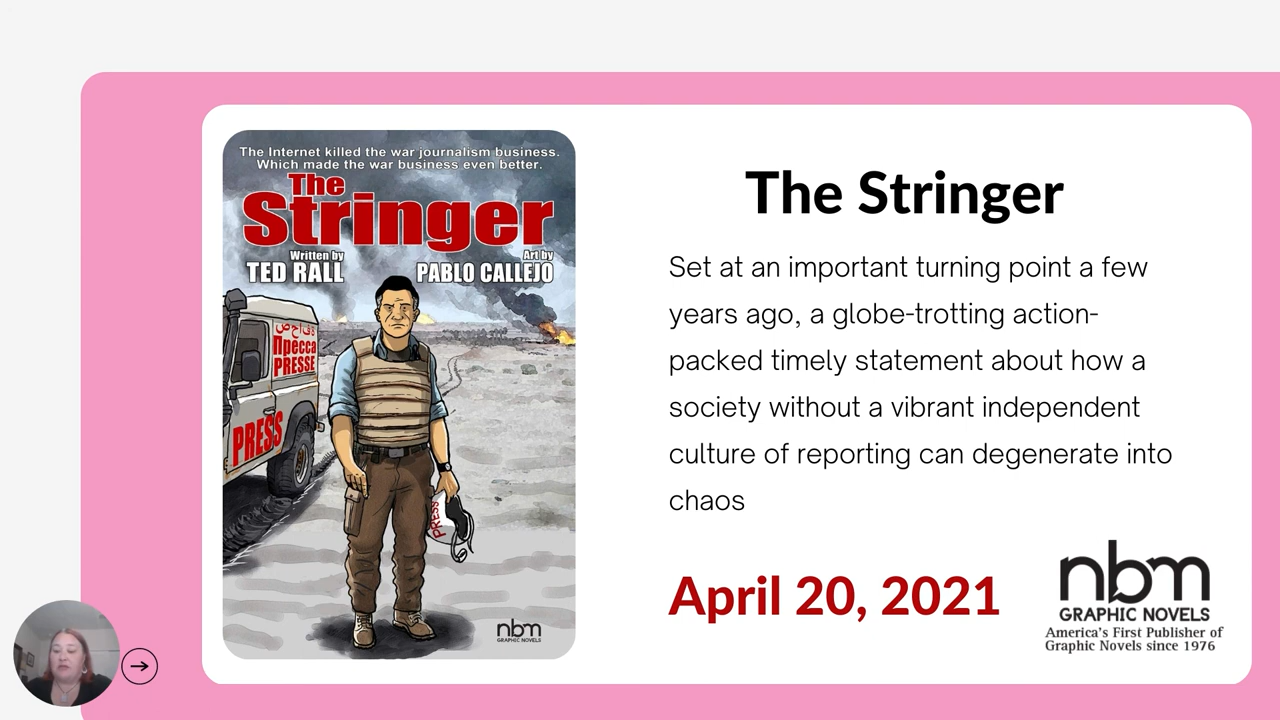 The Internet killed the war journalism business.
Which made the war business even better.
The
Stringer
Written by
TED RALL
Art by
PABLO CALLEJO
صحافة
Пресса
PRESSE
PRESS
PRESS
nbm
GRAPHIC NOVELS
The Stringer
Set at an important turning point a few
years ago, a globe-trotting action-
packed timely statement about how a
society without a vibrant independent
culture of reporting can degenerate into
chaos
April 20, 2021
nbm
GRAPHIC NOVELS
America's First Publisher of
Graphic Novels since 1976